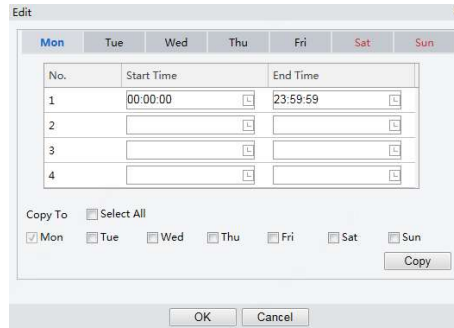 Edit
Mon Tue Wed Thu Fri Sat Sun
No. Start Time End Time
1 00:00:00 23:59:59
2
3
4
Copy To Select All
Mon Tue Wed Thu Fri Sat Sun
Copy
OK Cancel